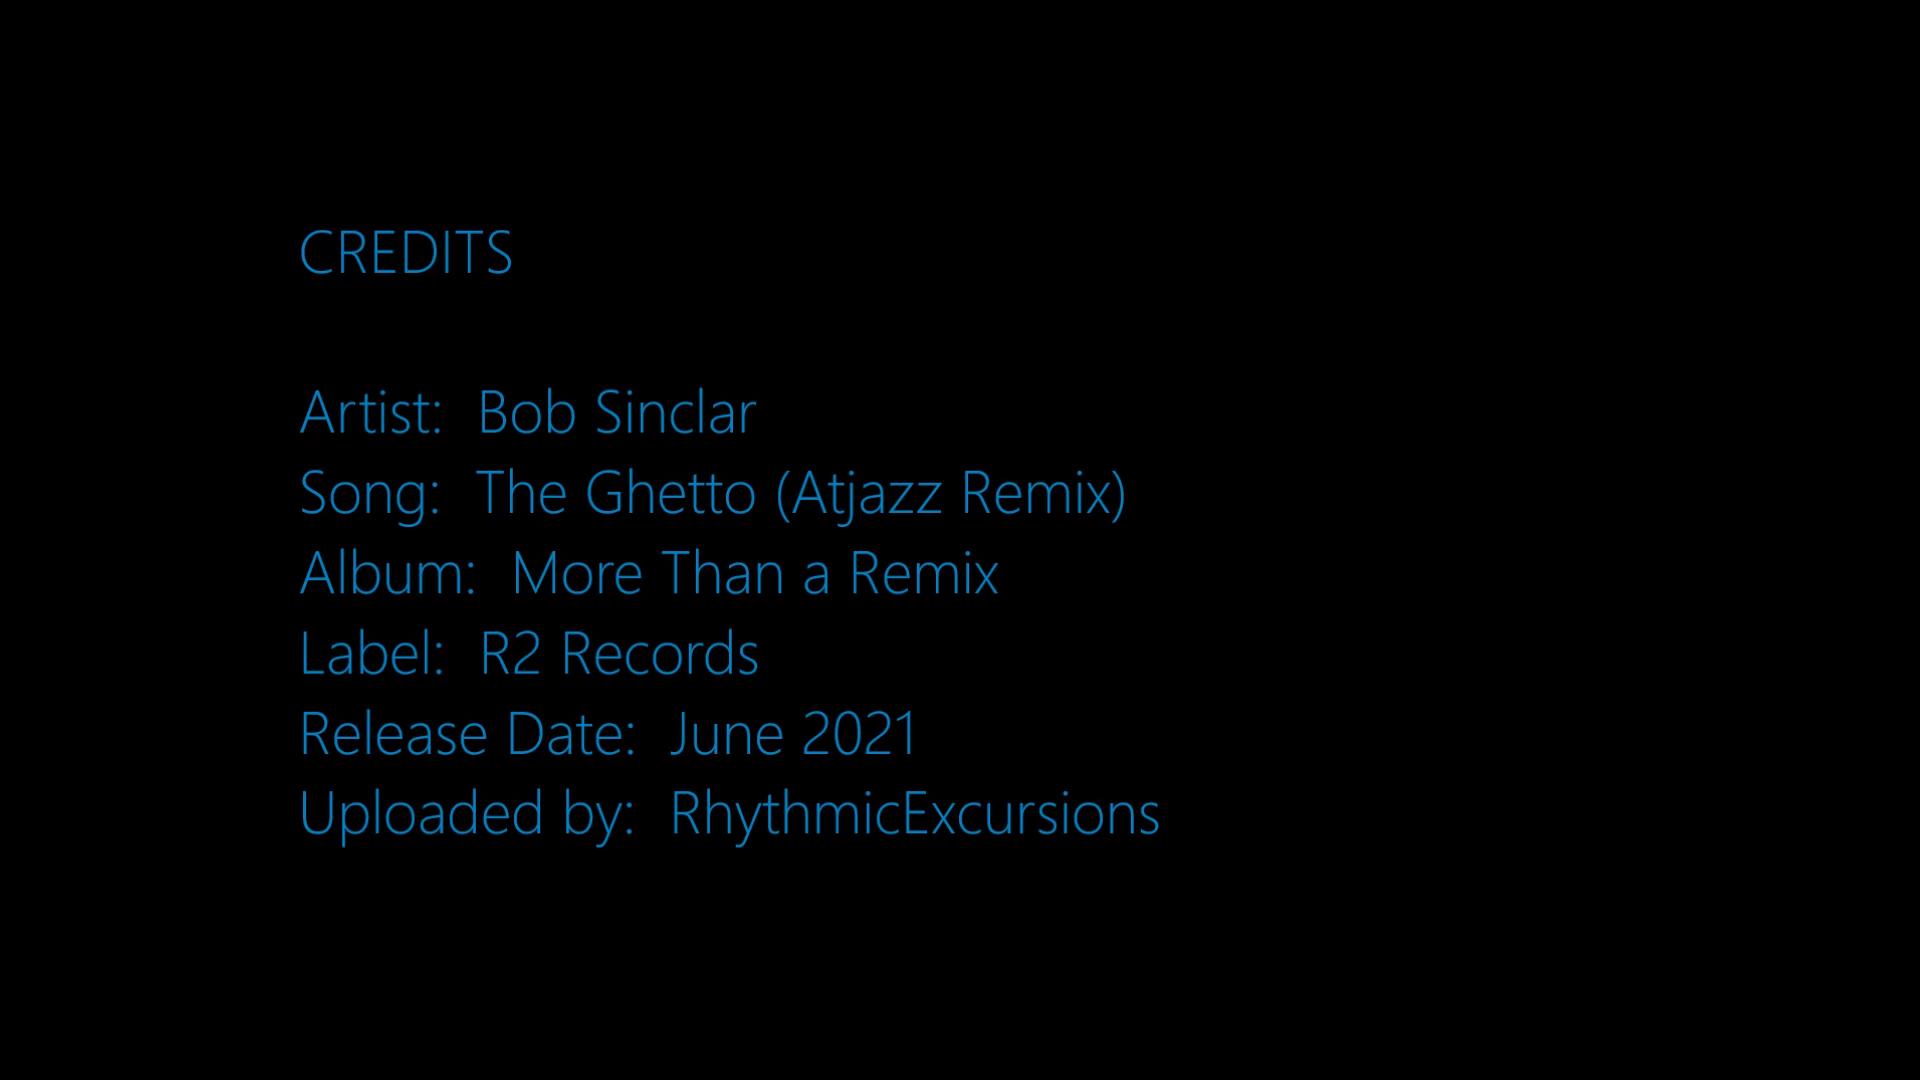 CREDITS
Artist:  Bob Sinclar
Song:  The Ghetto (Atjazz Remix)
Album:  More Than a Remix
Label:  R2 Records
Release Date:  June 2021
Uploaded by:  RhythmicExcursions